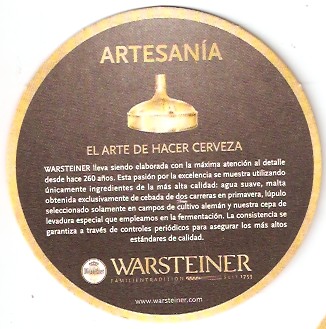 ARTESANÍA
EL ARTE DE HACER CERVEZA
WARSTEINER lleva siendo elaborada con la máxima atención al detalle
desde hace 260 años. Esta pasión por la excelencia se muestra utilizando
únicamente ingredientes de la más alta calidad: agua suave, malta
obtenida exclusivamente de cebada de dos carreras en primavera, lúpulo
seleccionado solamente en campos de cultivo alemán y nuestra cepa de
levadura especial que empleamos en la fermentación. La consistencia se
garantiza a través de controles periódicos para asegurar los más altos
estándares de calidad.
Warsteiner
WARSTEINER
FAMILIENTRADITION SEIT 1753
www.warsteiner.com